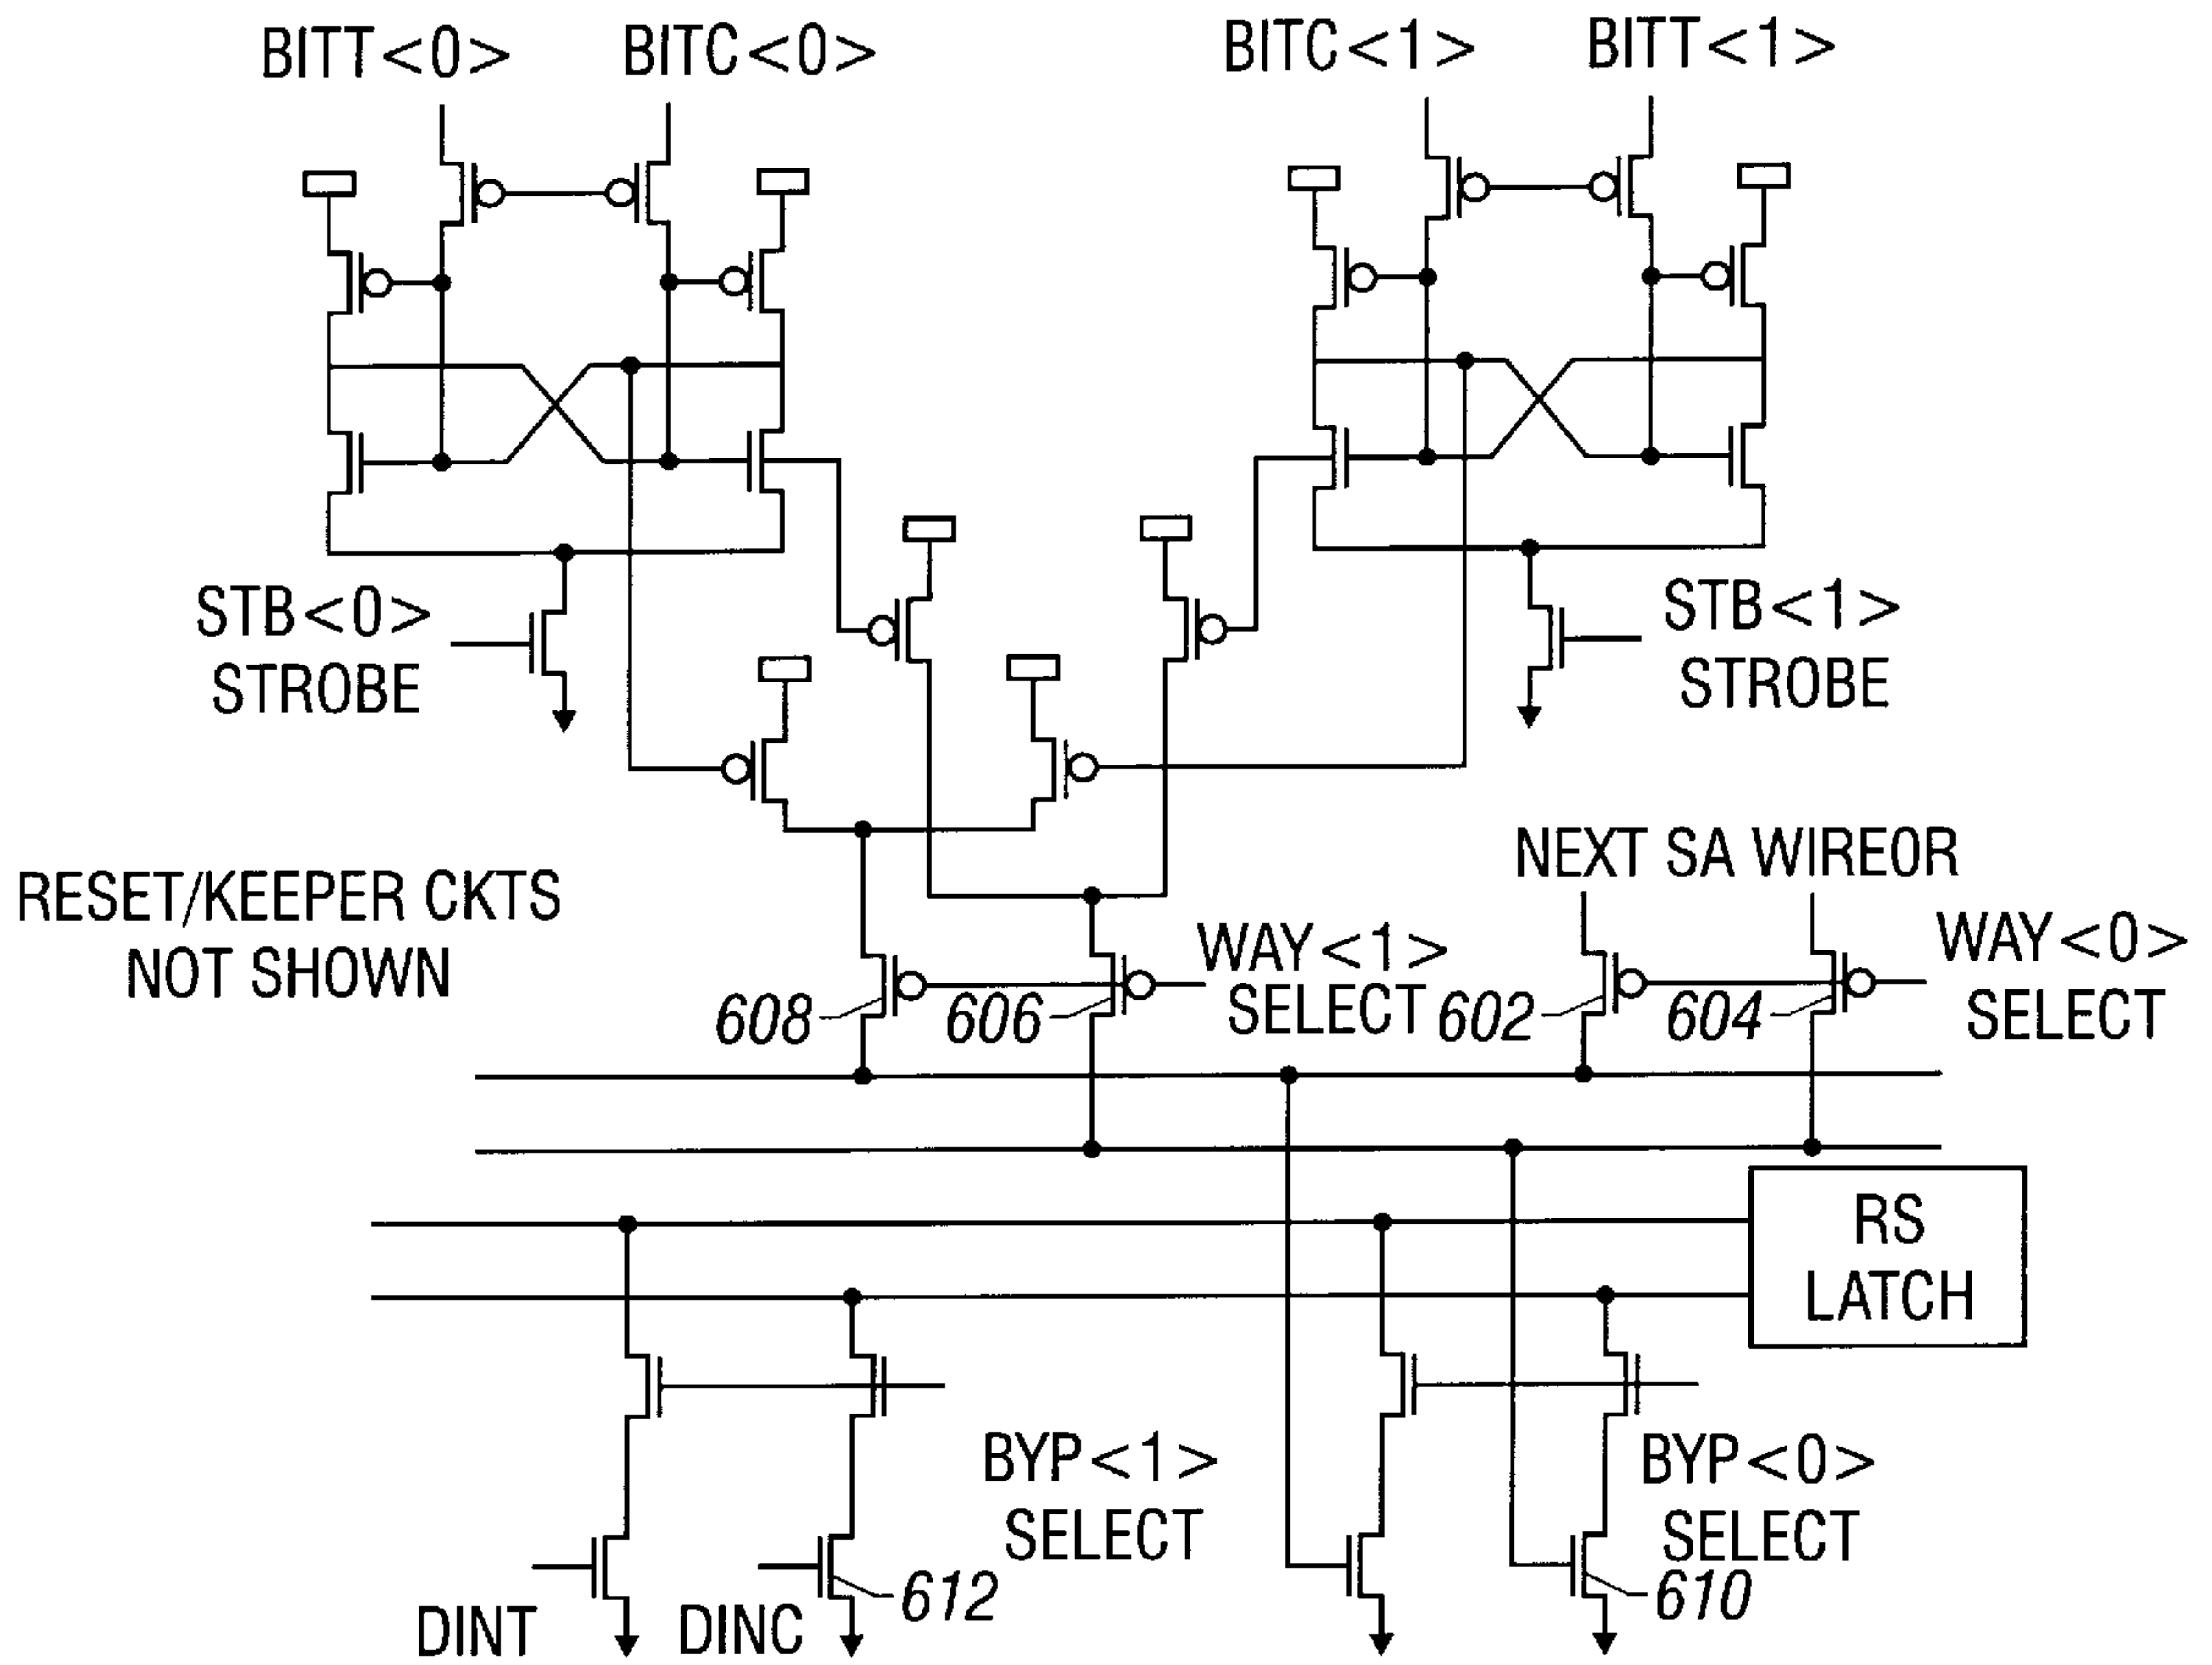 BITT<0>
BITC<0>
BITC<1>
BITT<1>
STB<0>
STROBE
STB<1>
STROBE
RESET/KEEPER CKTS
NOT SHOWN
NEXT SA WIREOR
WAY<1>
SELECT
WAY<0>
SELECT
608
606
602
604
RS
LATCH
BYP<1>
SELECT
BYP<0>
SELECT
DINT
DINC
612
610